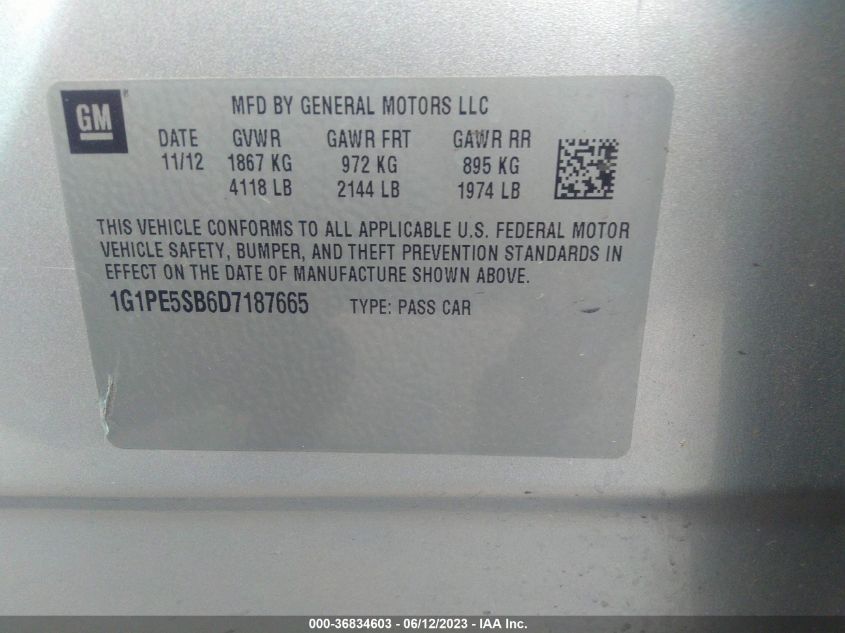 GM
MFD BY GENERAL MOTORS LLC
DATE GVWR GAWR FRT GAWR RR
11/12 1867 KG 972 KG 895 KG
4118 LB 2144 LB 1974 LB
THIS VEHICLE CONFORMS TO ALL APPLICABLE U.S. FEDERAL MOTOR
VEHICLE SAFETY, BUMPER, AND THEFT PREVENTION STANDARDS IN
EFFECT ON THE DATE OF MANUFACTURE SHOWN ABOVE.
1G1PE5SB6D7187665 TYPE: PASS CAR
000-36834603 - 06/12/2023 - IAA Inc.